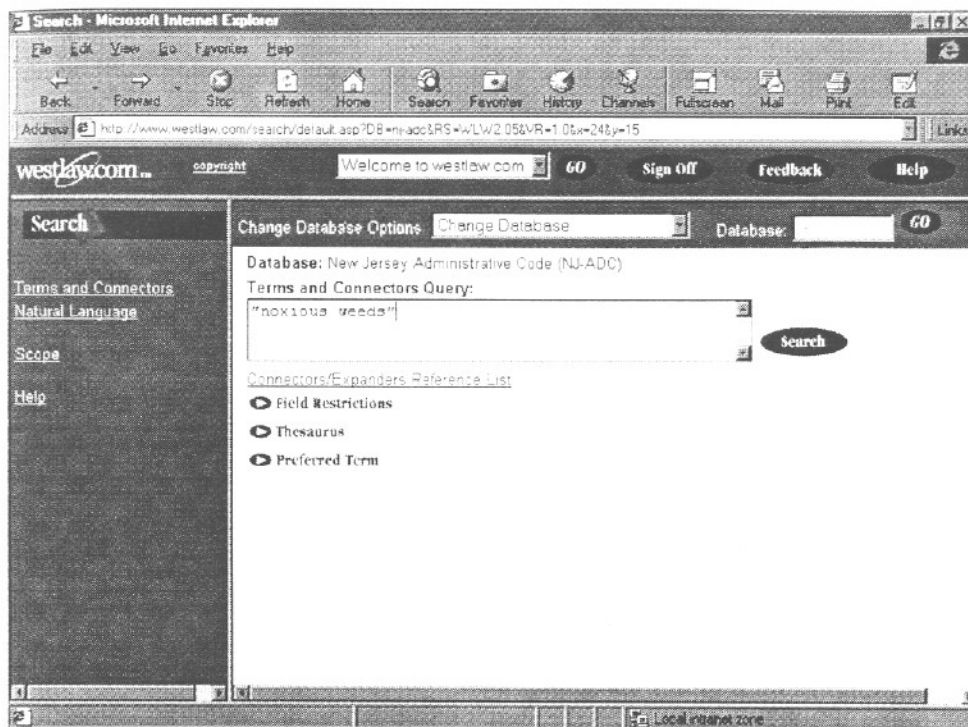 Search - Microsoft Internet Explorer
File Edit View Go Favorites Help
Back Forward Stop Refresh Home Search Favorites History Channels Fullscreen Mail Print Edit
Address http://www.westlaw.com/search/default.asp?DB=nj-adc&RS=WLW2.05&VR=1.0&x=24&y=15 Links
westlaw.com copyright Welcome to westlaw.com GO Sign Off Feedback Help
Search Change Database Options Change Database Database: GO
Database: New Jersey Administrative Code (NJ-ADC)
Terms and Connectors Terms and Connectors Query:
Natural Language "noxious weeds"
Search
Scope
Connectors/Expanders Reference List
Help Field Restrictions
Thesaurus
Preferred Term
Local intranet zone